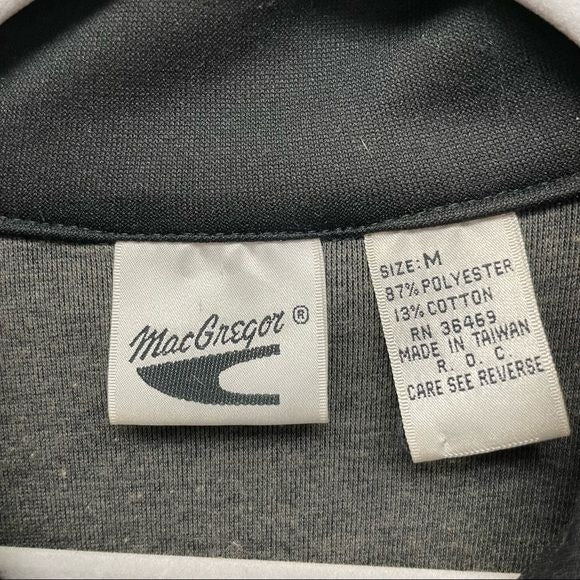 MacGregor ®
SIZE: M
87% POLYESTER
13% COTTON
RN 36469
MADE IN TAIWAN
R. O. C.
CARE SEE REVERSE